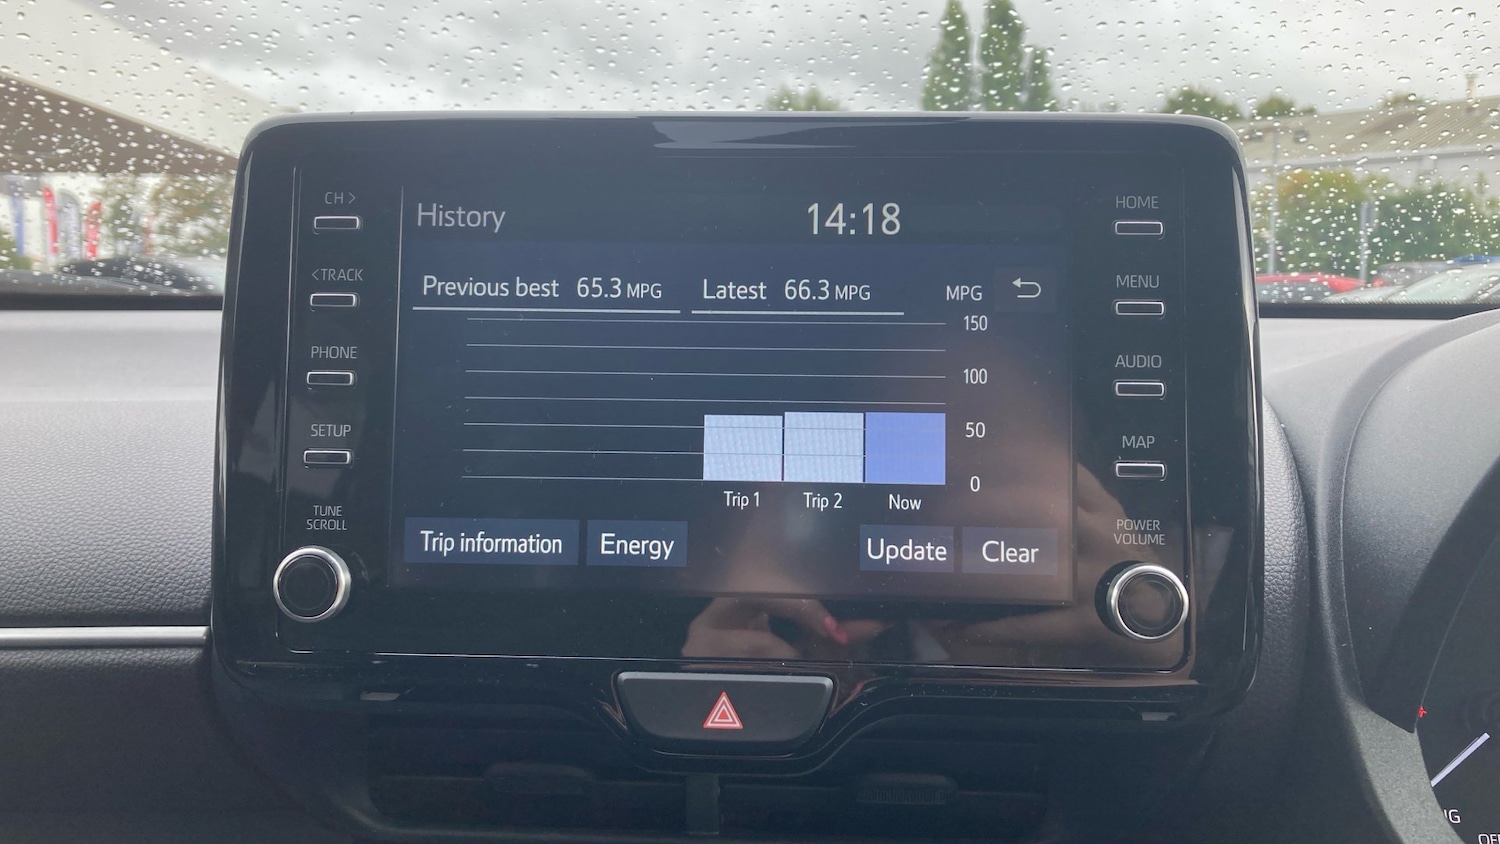 CH >
<TRACK
PHONE
SETUP
TUNE
SCROLL
History
14:18
Previous best 65.3 MPG
Latest 66.3 MPG
MPG
150
100
50
0
Trip 1
Trip 2
Now
Trip information
Energy
Update
Clear
HOME
MENU
AUDIO
MAP
POWER
VOLUME